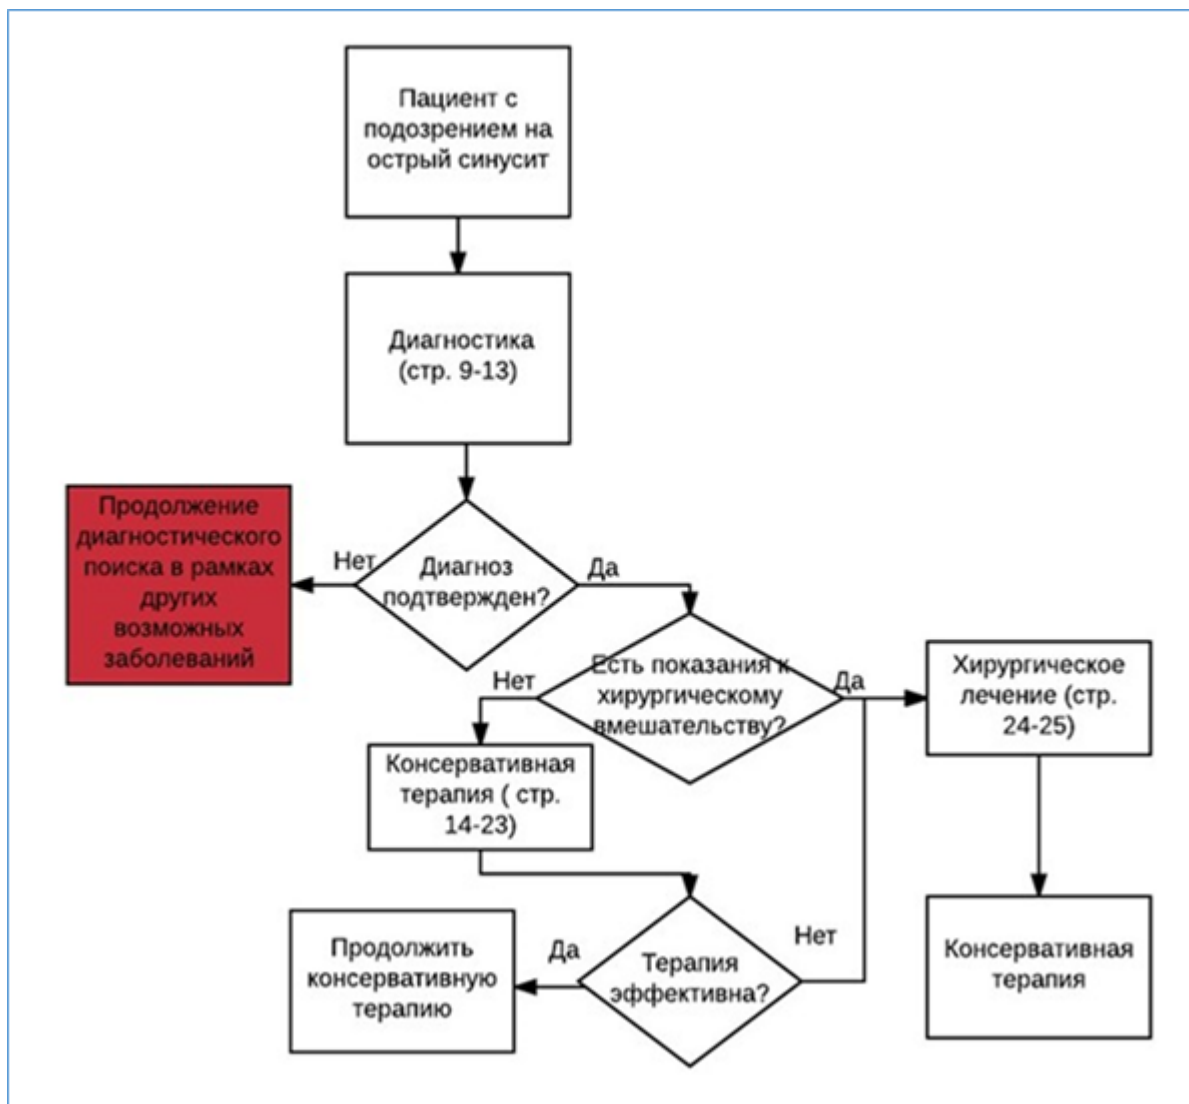 Пациент с
подозрением на
острый синусит
Диагностика
(стр. 9-13)
Продолжение
диагностического
поиска в рамках
других
возможных
заболеваний
Нет
Диагноз
подтвержден?
Да
Нет
Есть показания к
хирургическому
вмешательству?
Да
Хирургическое
лечение (стр.
24-25)
Консервативная
терапия ( стр.
14-23)
Продолжить
консервативную
терапию
Да
Терапия
эффективна?
Нет
Консервативная
терапия